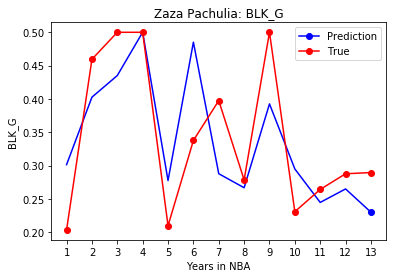 Zaza Pachulia: BLK_G
Prediction
True
0.50
0.45
0.40
0.35
0.30
0.25
0.20
BLK_G
1 2 3 4 5 6 7 8 9 10 11 12 13
Years in NBA